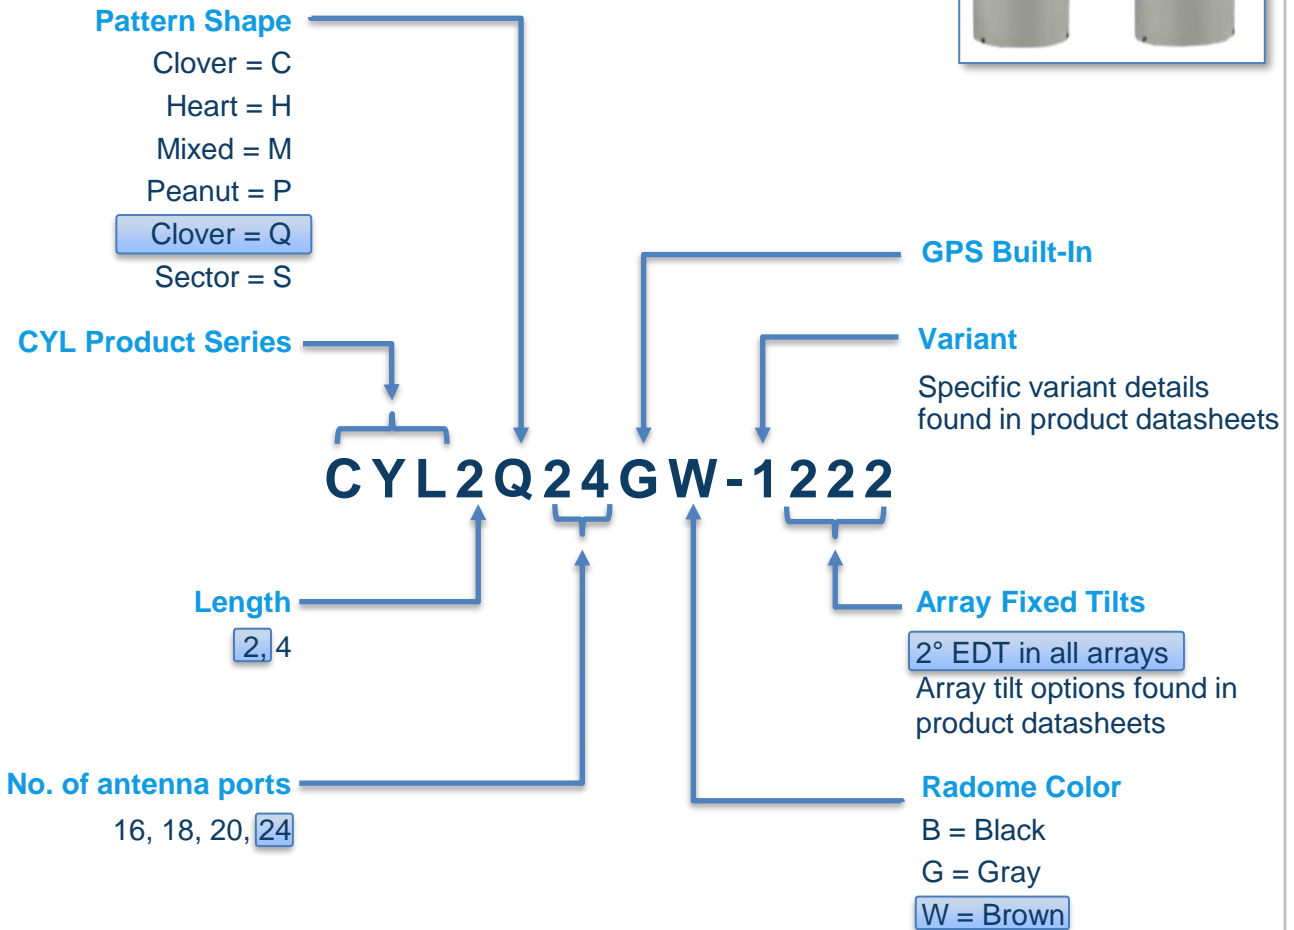 Pattern Shape
Clover = C
Heart = H
Mixed = M
Peanut = P
Clover = Q
Sector = S
CYL Product Series
GPS Built-In
Variant
Specific variant details
found in product datasheets
CYL2Q24GW-1222
Length
2, 4
No. of antenna ports
16, 18, 20, 24
Array Fixed Tilts
2° EDT in all arrays
Array tilt options found in
product datasheets
Radome Color
B = Black
G = Gray
W = Brown